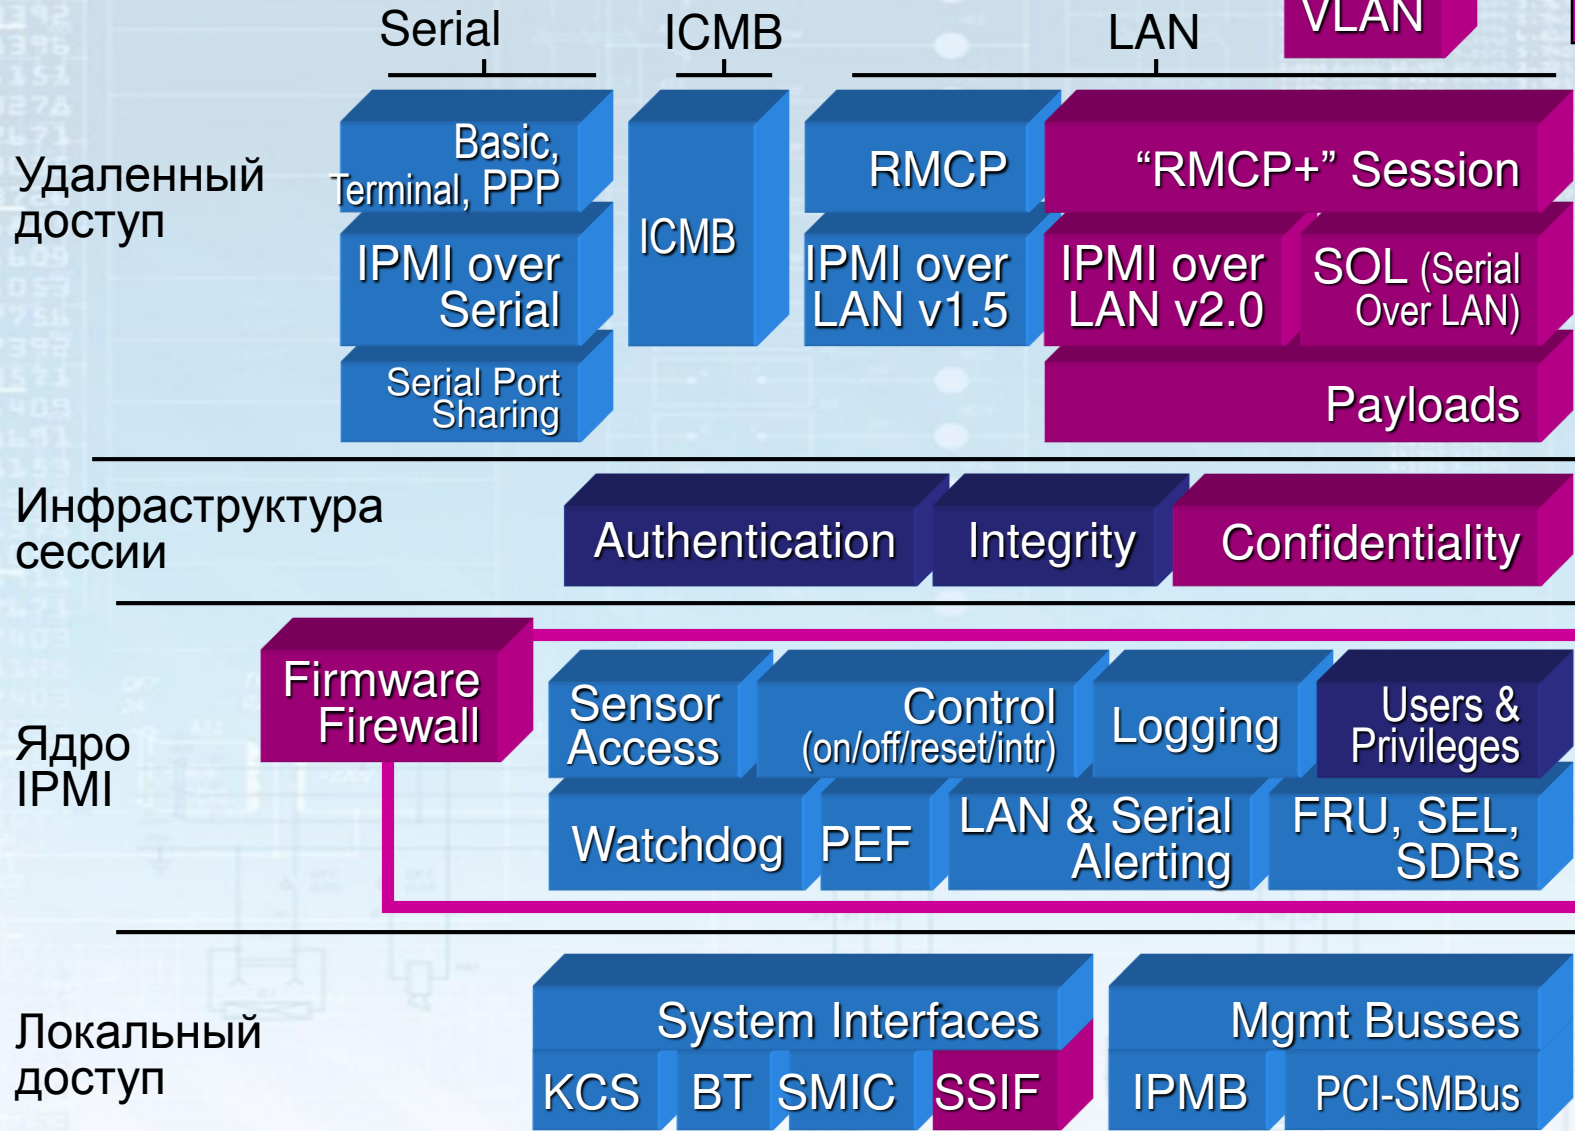 Serial
ICMB
LAN
VLAN
Удаленный
доступ
Basic,
Terminal, PPP
IPMI over
Serial
Serial Port
Sharing
ICMB
RMCP
IPMI over
LAN v1.5
“RMCP+” Session
IPMI over
LAN v2.0
SOL (Serial
Over LAN)
Payloads
Инфраструктура
сессии
Authentication
Integrity
Confidentiality
Ядро
IPMI
Firmware
Firewall
Sensor
Access
Control
(on/off/reset/intr)
Logging
Users &
Privileges
Watchdog
PEF
LAN & Serial
Alerting
FRU, SEL,
SDRs
Локальный
доступ
System Interfaces
Mgmt Busses
KCS
BT
SMIC
SSIF
IPMB
PCI-SMBus